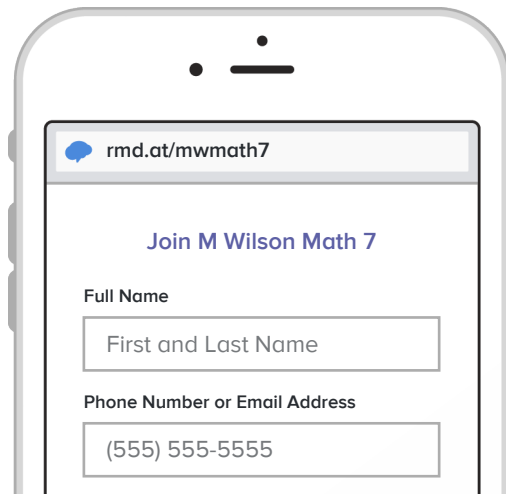 rmd.at/mwmath7
Join M Wilson Math 7
Full Name
First and Last Name
Phone Number or Email Address
(555) 555-5555